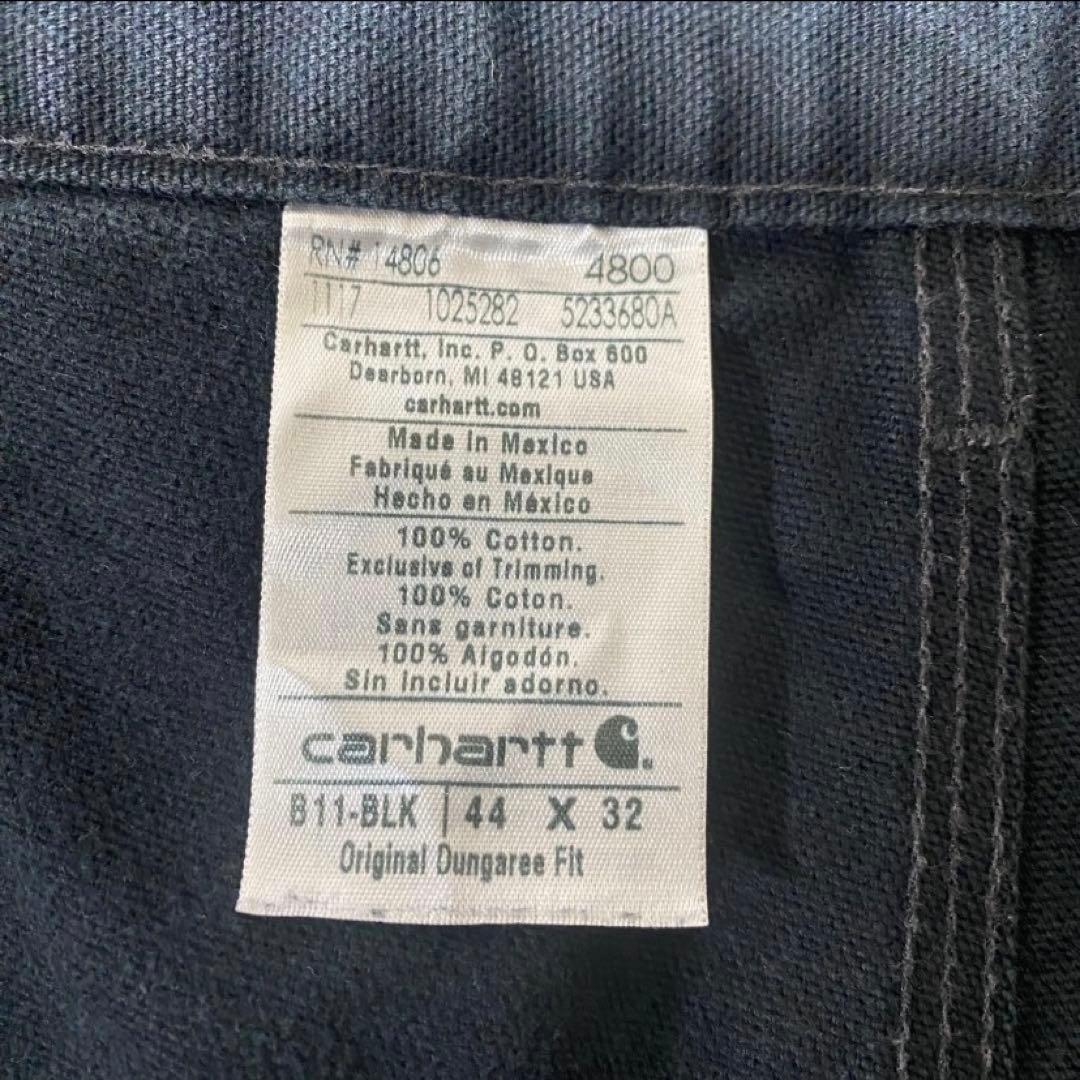 RN# 14806 4800
1117 1025282 5233680A
Carhartt, Inc. P. O. Box 600
Dearborn, MI 48121 USA
carhartt.com
Made in Mexico
Fabriqué au Mexique
Hecho en México
100% Cotton.
Exclusive of Trimming.
100% Coton.
Sans garniture.
100% Algodón.
Sin incluir adorno.
carhartt
B11-BLK 44 X 32
Original Dungaree Fit